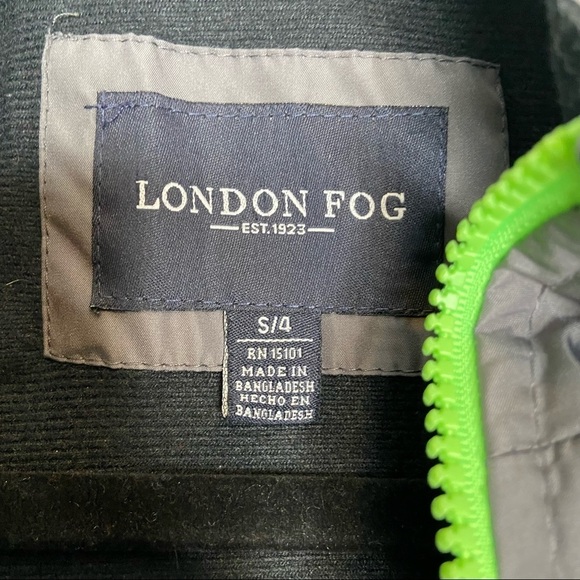 LONDON FOG
EST. 1923
S/4
RN 15101
MADE IN
BANGLADESH
HECHO EN
BANGLADESH